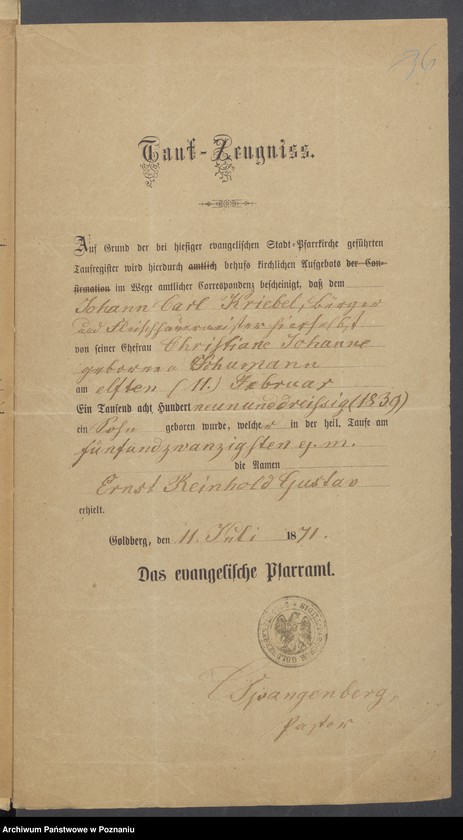 36
Tauf-Zeugniss.
Auf Grund der bei hiesiger evangelischen Stadt-Pfarrkirche geführten
Taufregister wird hierdurch amtlich behufs kirchlichen Aufgebots der Con-
firmation im Wege amtlicher Correspondenz bescheinigt, daß dem
Johann Carl Kriebel, Bürger
und Fleischhauermeister hierselbst
von seiner Ehefrau Christiane Johanne
geborenen Schumann
am elften (11.) Februar
Ein Tausend acht Hundert neununddreissig (1839)
ein Sohn geboren wurde, welcher in der heil. Taufe am
fünfundzwanzigsten ej. m.
die Namen
Ernst Reinhold Gustav
erhielt.
Goldberg, den 11. Juli 1871.
Das evangelische Pfarramt.
Spangenberg,
Pastor
Archiwum Państwowe w Poznaniu